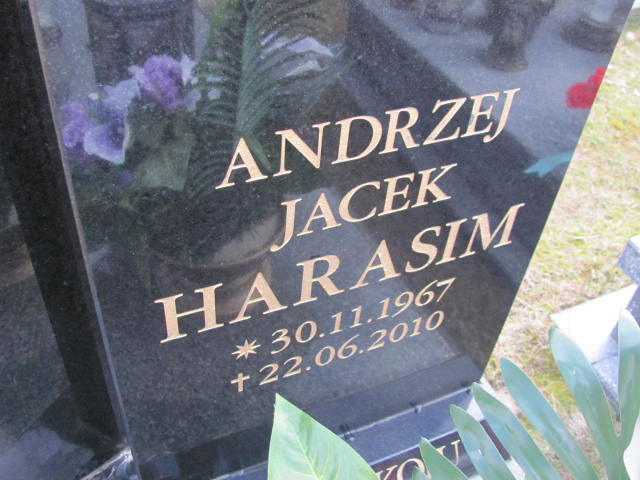 ANDRZEJ
JACEK
HARASIM
* 30.11.1967
✝ 22.06.2010